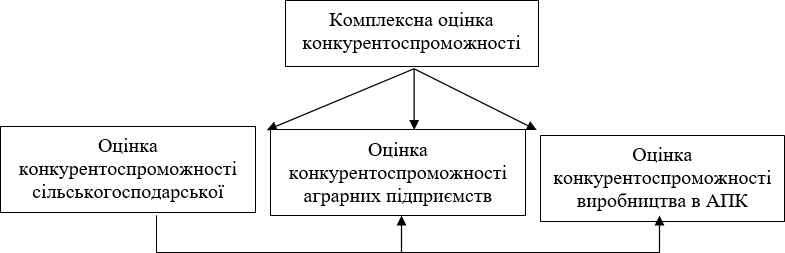 Комплексна оцінка
конкурентоспроможності
Оцінка
конкурентоспроможності
сільськогосподарської
Оцінка
конкурентоспроможності
аграрних підприємств
Оцінка
конкурентоспроможності
виробництва в АПК